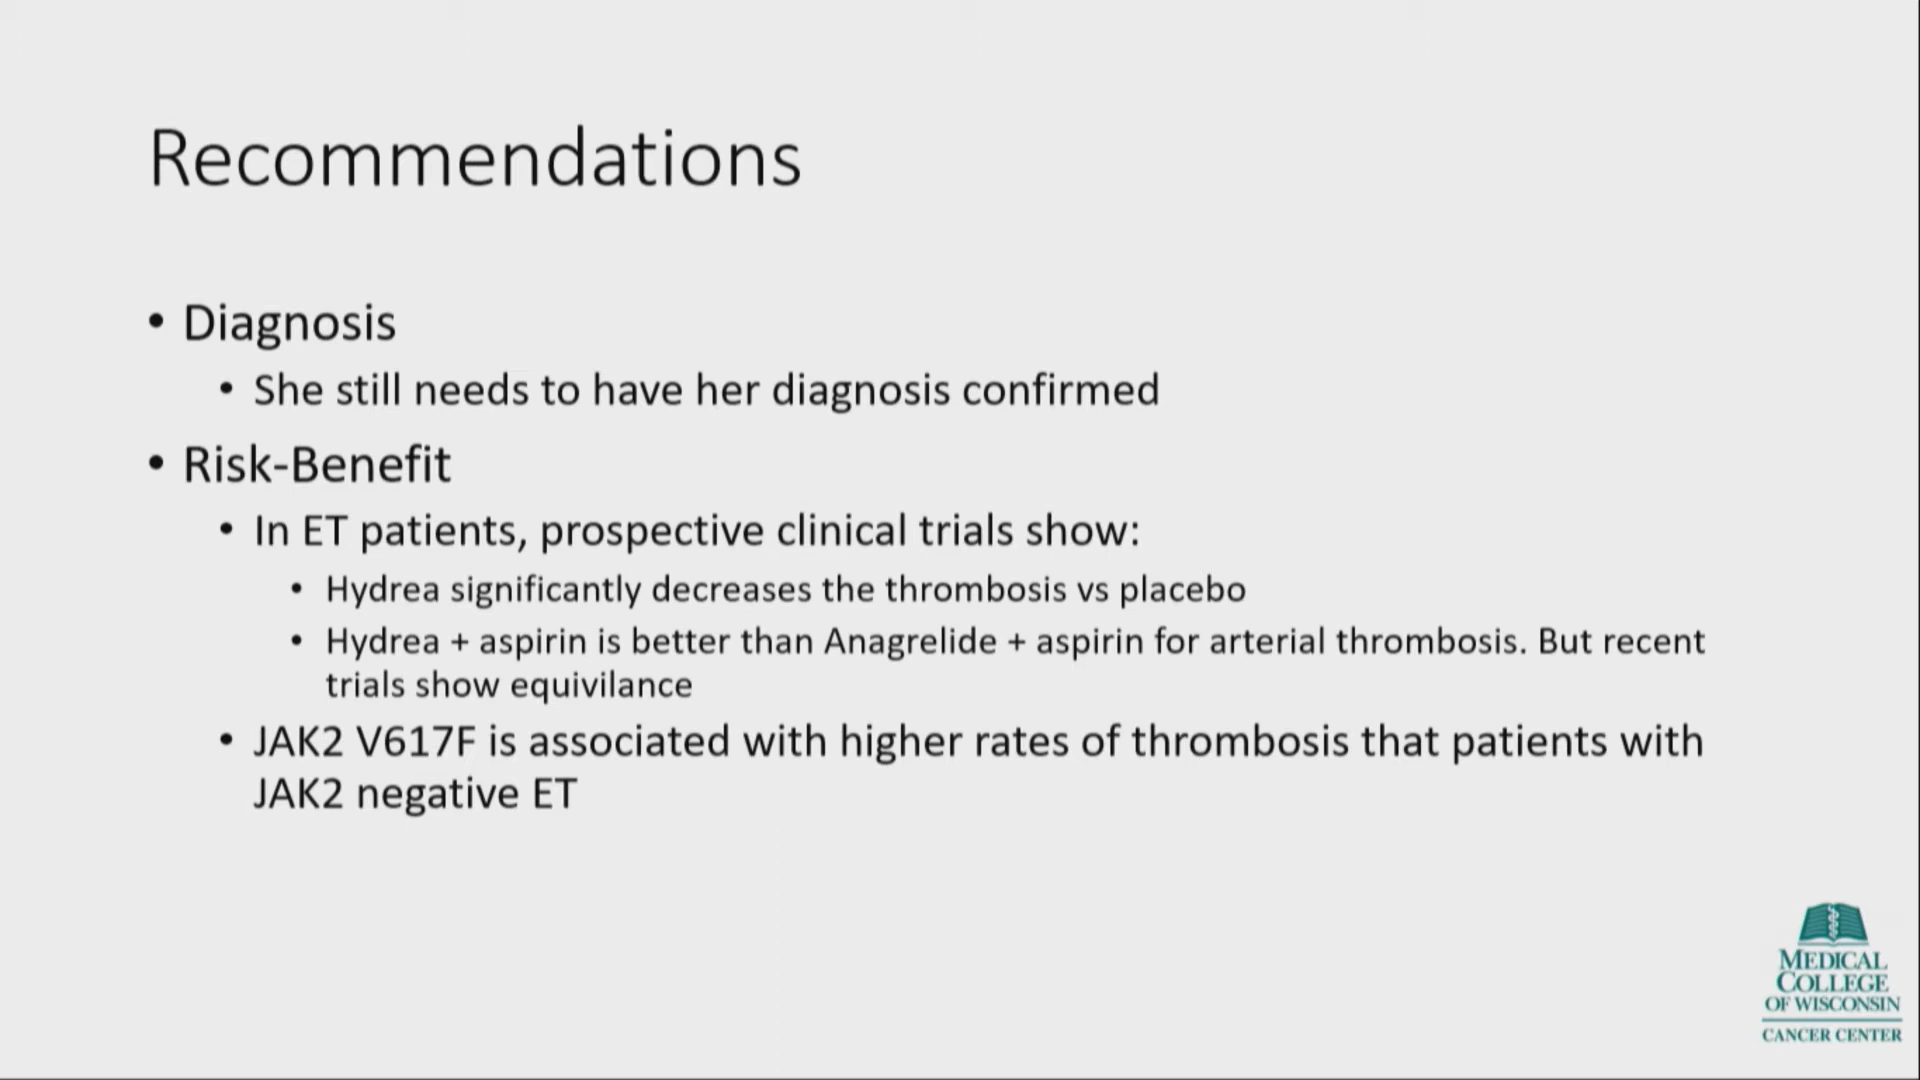 Recommendations
• Diagnosis
• She still needs to have her diagnosis confirmed
• Risk-Benefit
• In ET patients, prospective clinical trials show:
• Hydrea significantly decreases the thrombosis vs placebo
• Hydrea + aspirin is better than Anagrelide + aspirin for arterial thrombosis. But recent
trials show equivilance
• JAK2 V617F is associated with higher rates of thrombosis that patients with
JAK2 negative ET
MEDICAL
COLLEGE
OF WISCONSIN
CANCER CENTER